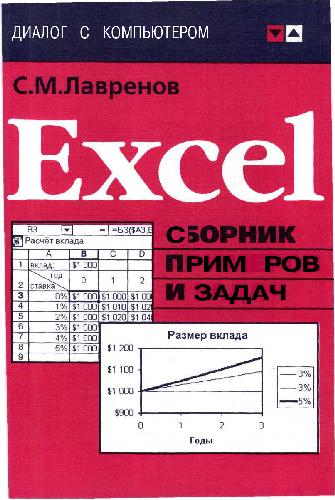 ДИАЛОГ С КОМПЬЮТЕРОМ
С.М.Лавренов
Excel
СБОРНИК
ПРИМ РОВ
И ЗАДАЧ
B3 = =БЗ($A3,B
Расчёт вклада
A B C D
1 вклад: $1 000
год
2 ставка 0 1 2
3 0% $1 000 $1 000 $1 00
4 1% $1 000 $1 010 $1 02
5 2% $1 000 $1 020 $1 04
6 3% $1 000
7 4% $1 000
8 5% $1 000
9
Размер вклада
$1 200
$1 100
$1 000
$900
0 1 2 3
Годы
0%
3%
5%